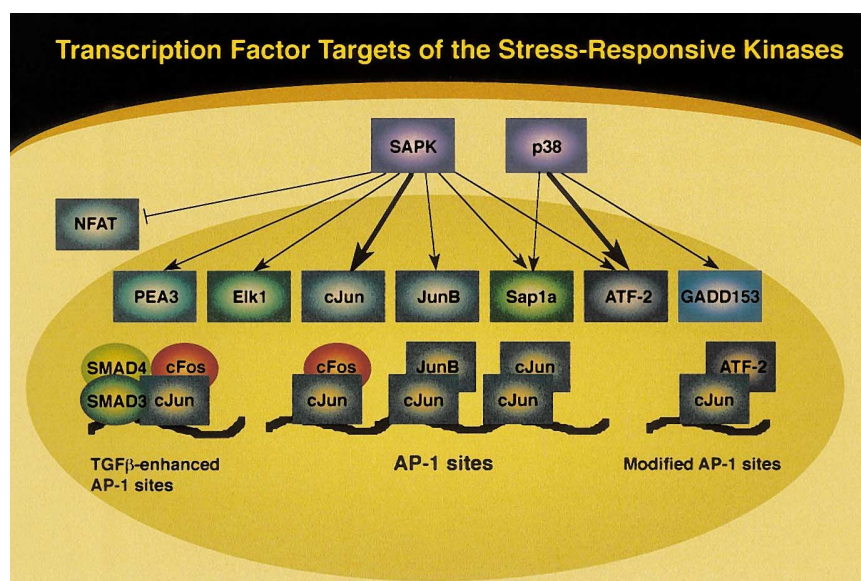 Transcription Factor Targets of the Stress-Responsive Kinases
SAPK
p38
NFAT
PEA3
Elk1
cJun
JunB
Sap1a
ATF-2
GADD153
SMAD4
cFos
SMAD3
cJun
cFos
cJun
JunB
cJun
cJun
cJun
ATF-2
cJun
TGFβ-enhanced
AP-1 sites
AP-1 sites
Modified AP-1 sites